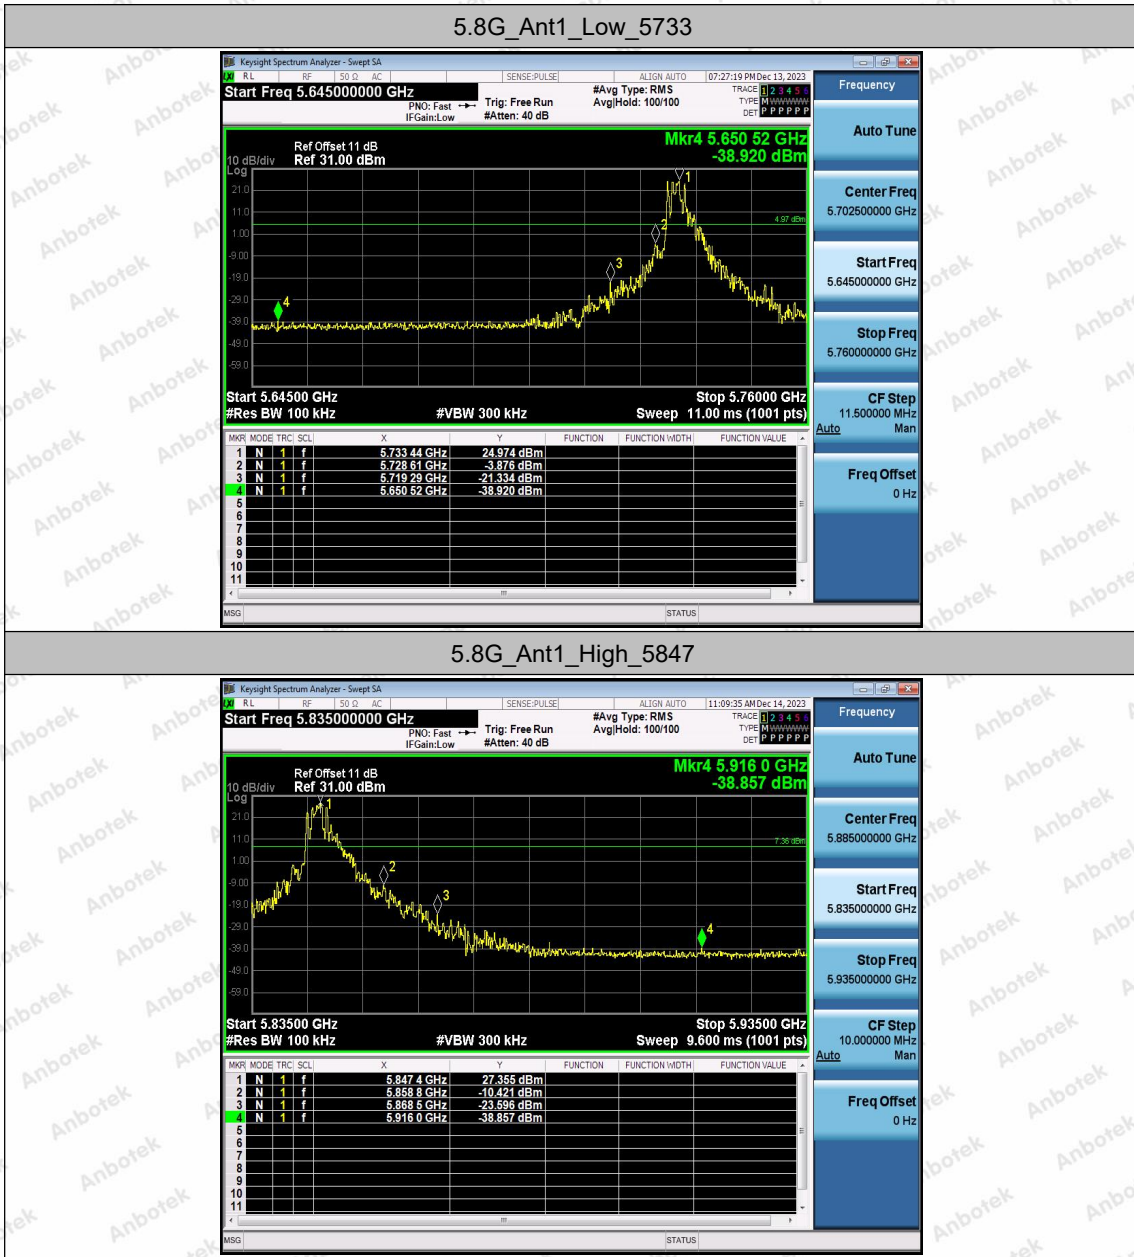 5.8G_Ant1_Low_5733
Keysight Spectrum Analyzer - Swept SA
LXI RL RF 50 Ω AC SENSE:PULSE ALIGN AUTO 07:27:19 PM Dec 13, 2023
Start Freq 5.645000000 GHz #Avg Type: RMS TRACE 1 2 3 4 5 6
PNO: Fast Trig: Free Run Avg|Hold: 100/100 TYPE M W W W W W
IFGain:Low #Atten: 40 dB DET P P P P P P
Frequency
Mkr4 5.650 52 GHz
-38.920 dBm
Ref Offset 11 dB
10 dB/div Ref 31.00 dBm
Log
21.0
11.0
1.00
-9.00
-19.0
-29.0
-39.0
-49.0
-59.0
4.97 dBm
1
2
3
4
Start 5.64500 GHz Stop 5.76000 GHz
#Res BW 100 kHz #VBW 300 kHz Sweep 11.00 ms (1001 pts)
MKR MODE TRC SCL X Y FUNCTION FUNCTION WIDTH FUNCTION VALUE
1 N 1 f 5.733 44 GHz 24.974 dBm
2 N 1 f 5.728 61 GHz -3.876 dBm
3 N 1 f 5.719 29 GHz -21.334 dBm
4 N 1 f 5.650 52 GHz -38.920 dBm
5
6
7
8
9
10
11
MSG STATUS
Auto Tune
Center Freq
5.702500000 GHz
Start Freq
5.645000000 GHz
Stop Freq
5.760000000 GHz
CF Step
11.500000 MHz
Auto Man
Freq Offset
0 Hz
5.8G_Ant1_High_5847
Keysight Spectrum Analyzer - Swept SA
LXI RL RF 50 Ω AC SENSE:PULSE ALIGN AUTO 11:09:35 AM Dec 14, 2023
Start Freq 5.835000000 GHz #Avg Type: RMS TRACE 1 2 3 4 5 6
PNO: Fast Trig: Free Run Avg|Hold: 100/100 TYPE M W W W W W
IFGain:Low #Atten: 40 dB DET P P P P P P
Frequency
Mkr4 5.916 0 GHz
-38.857 dBm
Ref Offset 11 dB
10 dB/div Ref 31.00 dBm
Log
21.0
11.0
1.00
-9.00
-19.0
-29.0
-39.0
-49.0
-59.0
7.36 dBm
1
2
3
4
Start 5.83500 GHz Stop 5.93500 GHz
#Res BW 100 kHz #VBW 300 kHz Sweep 9.600 ms (1001 pts)
MKR MODE TRC SCL X Y FUNCTION FUNCTION WIDTH FUNCTION VALUE
1 N 1 f 5.847 4 GHz 27.355 dBm
2 N 1 f 5.858 8 GHz -10.421 dBm
3 N 1 f 5.868 5 GHz -23.596 dBm
4 N 1 f 5.916 0 GHz -38.857 dBm
5
6
7
8
9
10
11
MSG STATUS
Auto Tune
Center Freq
5.885000000 GHz
Start Freq
5.835000000 GHz
Stop Freq
5.935000000 GHz
CF Step
10.000000 MHz
Auto Man
Freq Offset
0 Hz
Anbotek